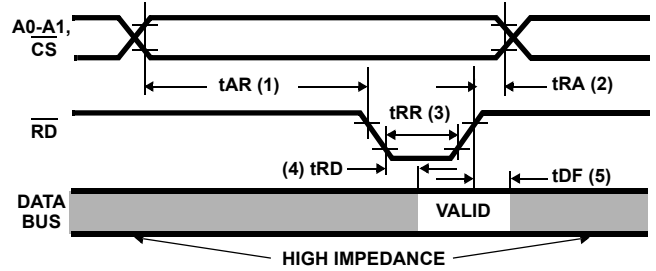 A0-A1,
CS
tAR (1)
tRA (2)
tRR (3)
RD
(4) tRD
tDF (5)
DATA
BUS
VALID
HIGH IMPEDANCE